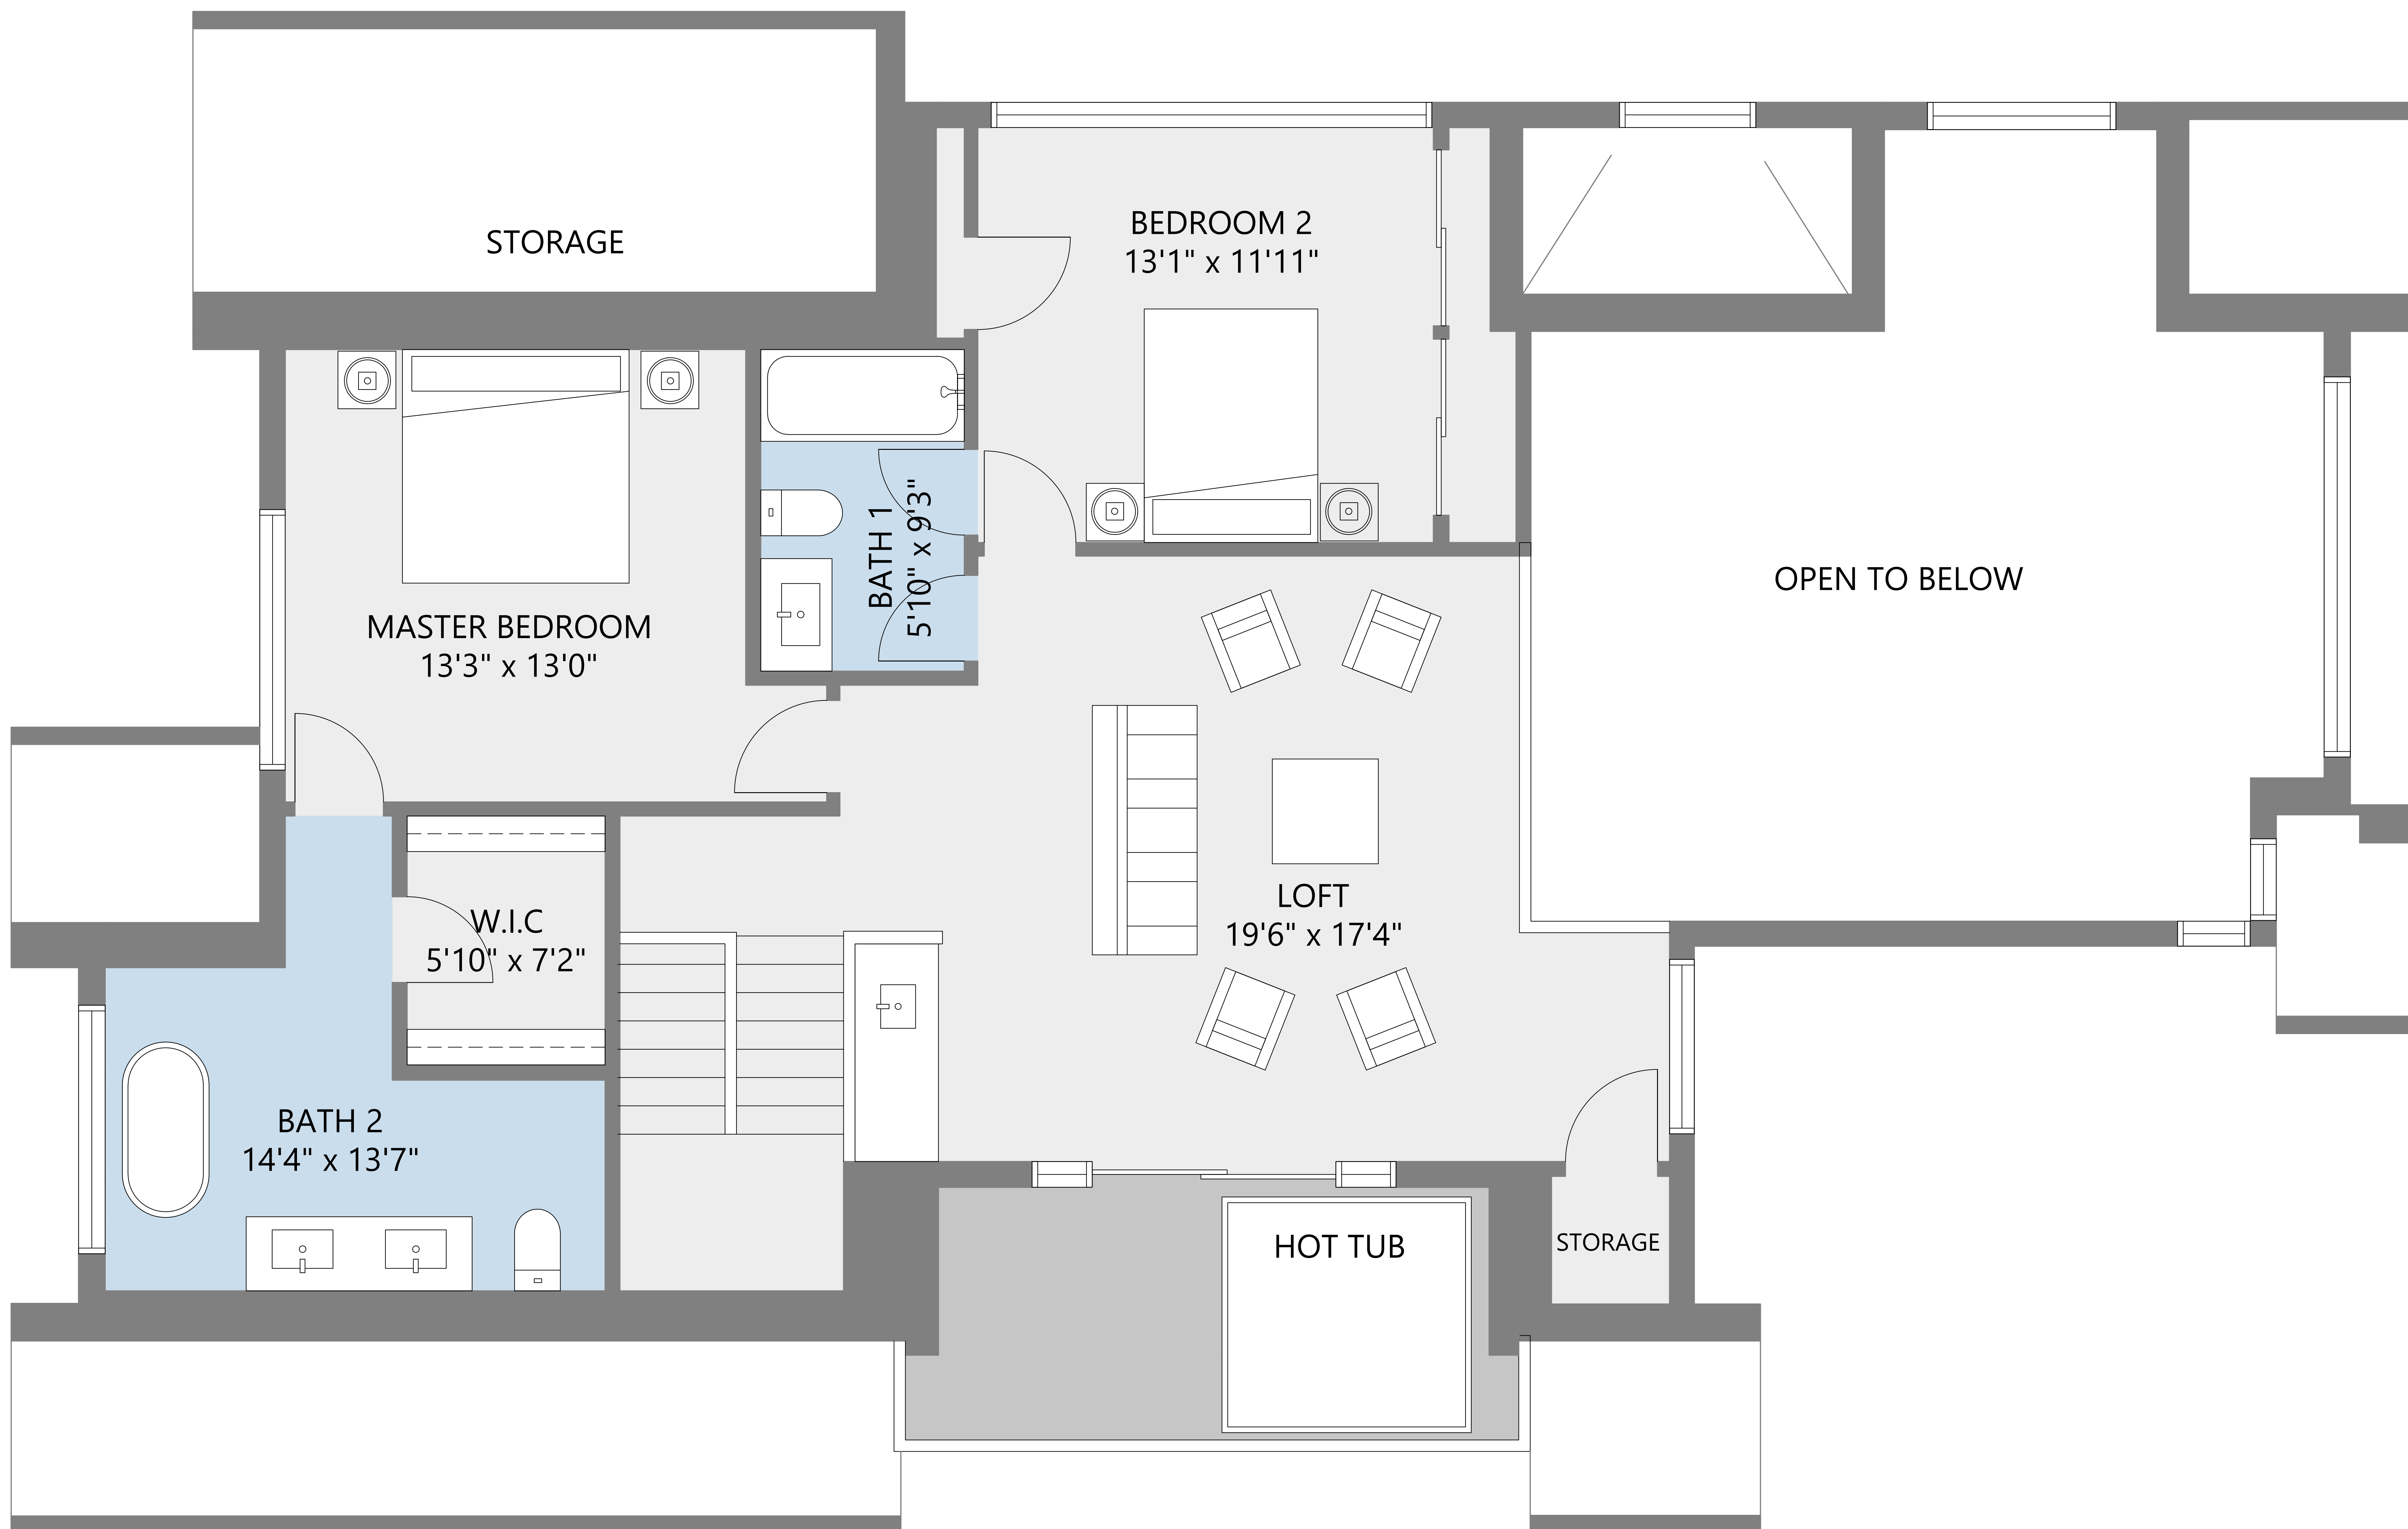 STORAGE
BEDROOM 2
13'1" x 11'11"
MASTER BEDROOM
13'3" x 13'0"
BATH 1
5'10" x 9'3"
OPEN TO BELOW
LOFT
19'6" x 17'4"
W.I.C
5'10" x 7'2"
BATH 2
14'4" x 13'7"
HOT TUB
STORAGE